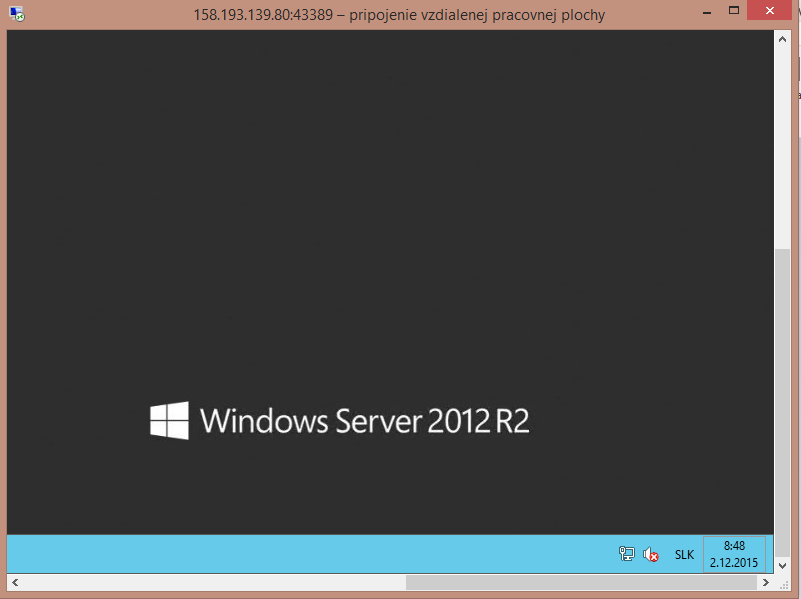 158.193.139.80:43389 – pripojenie vzdialenej pracovnej plochy
Windows Server 2012 R2
SLK
8:48
2.12.2015